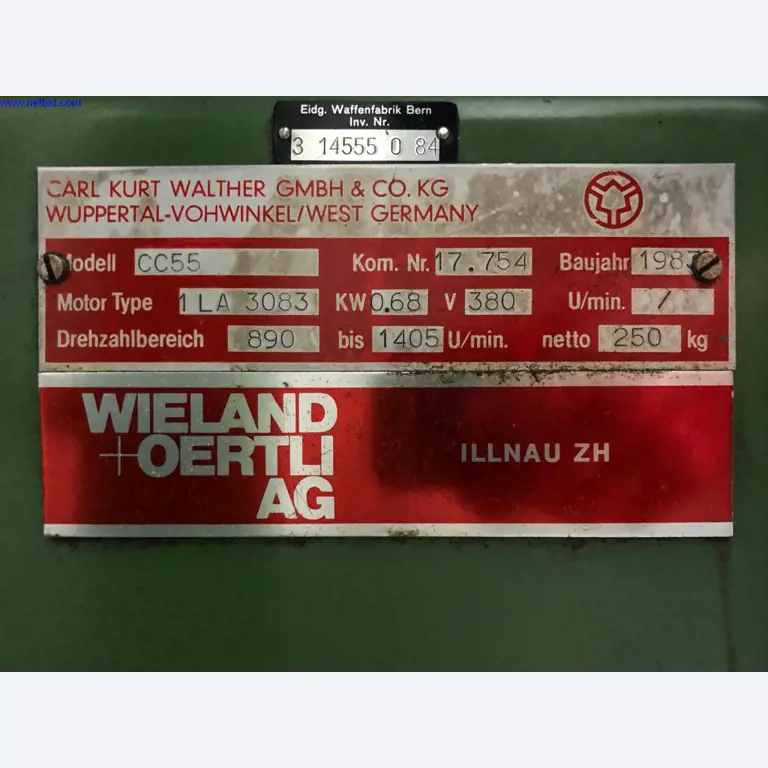 www.netbid.com
Eidg. Waffenfabrik Bern
Inv. Nr.
3 14555 0 84
CARL KURT WALTHER GMBH & CO. KG
WUPPERTAL-VOHWINKEL/WEST GERMANY
Modell CC55 Kom. Nr. 17.754 Baujahr 1983
Motor Type 1 LA 3083 KW 0.68 V 380 U/min. /
Drehzahlbereich 890 bis 1405 U/min. netto 250 kg
WIELAND
+OERTLI
AG
ILLNAU ZH